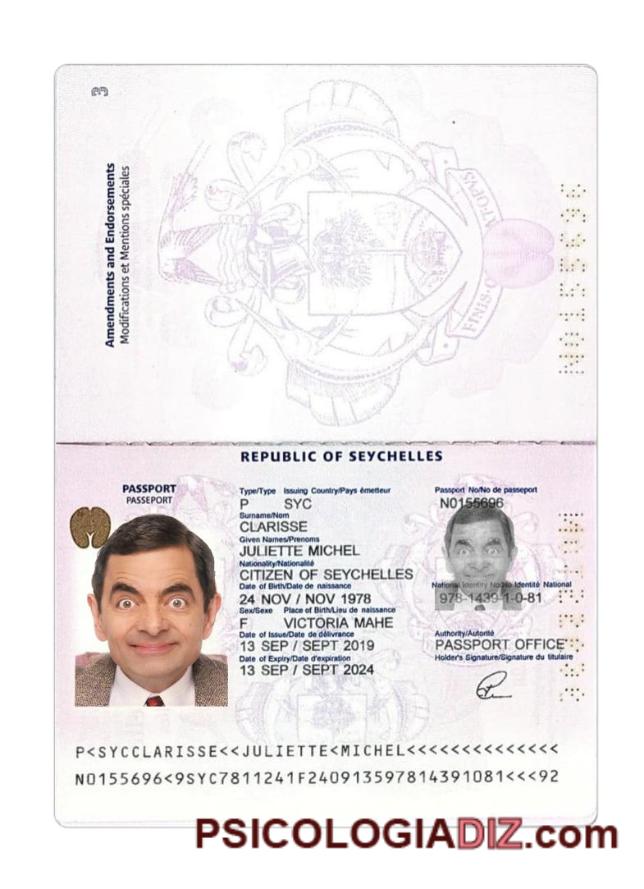 3
Amendments and Endorsements
Modifications et Mentions spéciales
FINIS
OPVS
N0155696
REPUBLIC OF SEYCHELLES
PASSPORT
PASSEPORT
Type/Type Issuing Country/Pays émetteur
P SYC
Passport No/No de passeport
N0155696
Surname/Nom
CLARISSE
Given Names/Prenoms
JULIETTE MICHEL
Nationality/Nationalité
CITIZEN OF SEYCHELLES
Date of Birth/Date de naissance
24 NOV / NOV 1978
National Identity No/No Identité National
978-1439-1-0-81
Sex/Sexe Place of Birth/Lieu de naissance
F VICTORIA MAHE
Date of Issue/Date de délivrance
13 SEP / SEPT 2019
Authority/Autorité
PASSPORT OFFICE
Date of Expiry/Date d'expiration
13 SEP / SEPT 2024
Holder's Signature/Signature du titulaire
P<SYCCLARISSE<<JULIETTE<MICHEL<<<<<<<<<<<<<<
N0155696<9SYC7811241F240913597814391081<<<92
PSICOLOGIADIZ.com